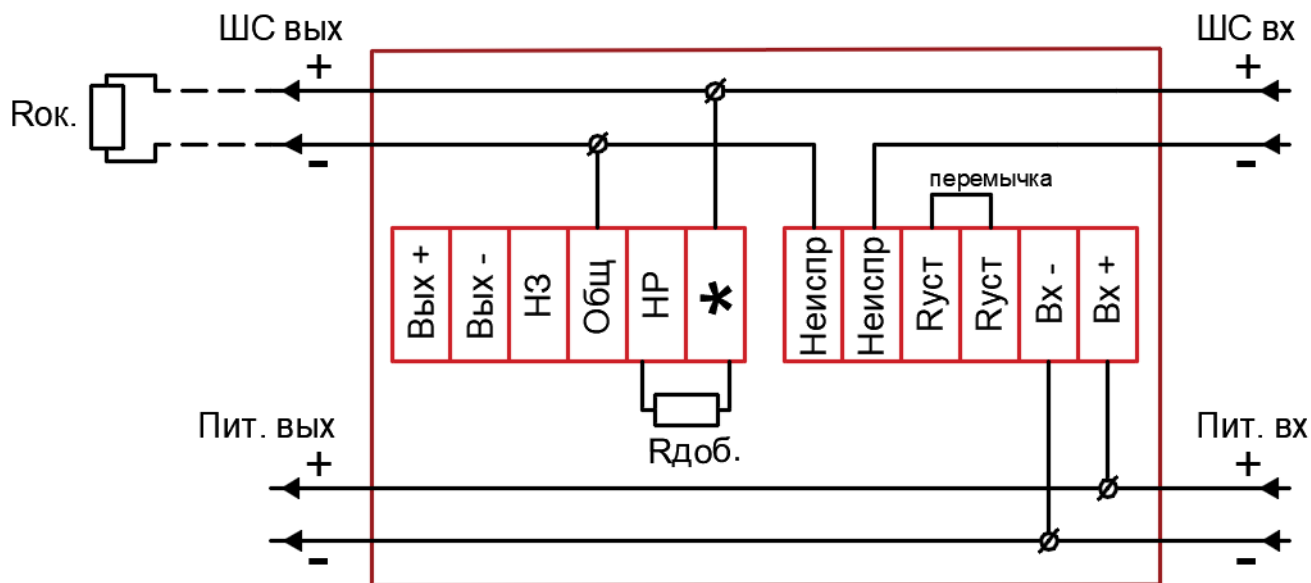 ШС вых
ШС вх
+
+
Rок.
-
-
перемычка
Вых +
Вых -
НЗ
Общ
НР
*
Неиспр
Неиспр
Rуст
Rуст
Вх -
Вх +
Rдоб.
Пит. вых
Пит. вх
+
+
-
-